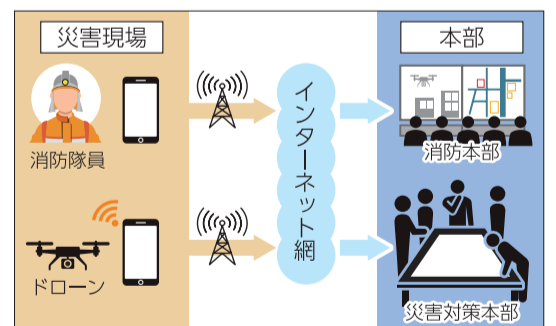 災害現場
本部
消防隊員
インターネット網
消防本部
ドローン
災害対策本部